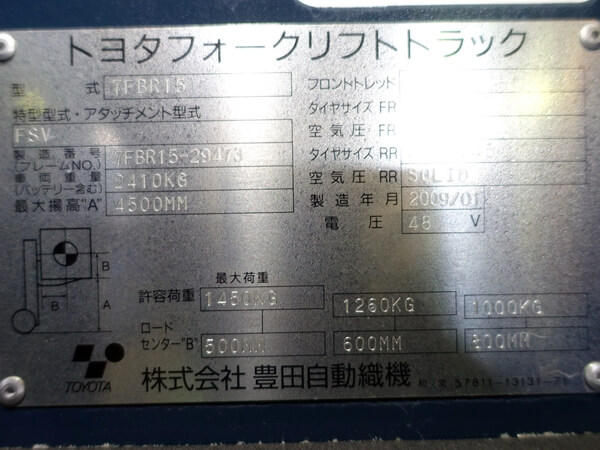 トヨタフォークリフトトラック
型 式 7FBR15
特型型式・アタッチメント型式
FSV
製造番号 (フレームNO.) 7FBR15-29473
車両重量 (バッテリー含む) 2410KG
最大揚高"A" 4500MM
フロントトレッド
タイヤサイズ FR
空気圧 FR
タイヤサイズ RR
空気圧 RR SOLID
製造年月 2009/01
電圧 48 V
B
B
A
最大荷重
許容荷重 1450KG 1260KG 1000KG
ロードセンター"B" 500MM 600MM 800MM
TOYOTA
株式会社 豊田自動織機
57811-13131-71